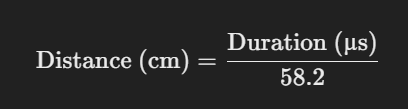 Distance (cm) = Duration (μs) / 58.2